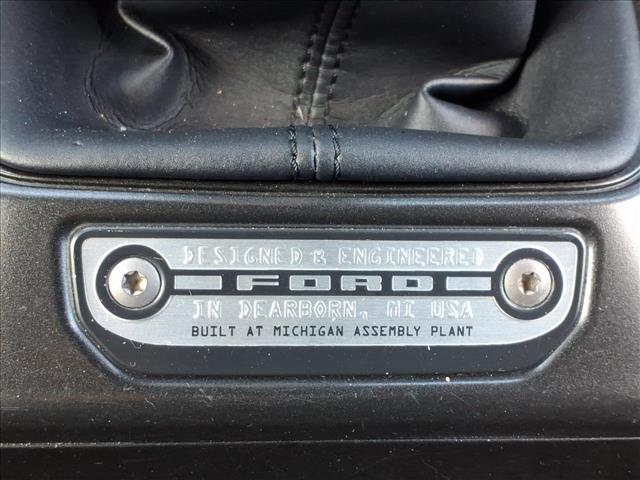 DESIGNED & ENGINEERED
FORD
IN DEARBORN, MI USA
BUILT AT MICHIGAN ASSEMBLY PLANT